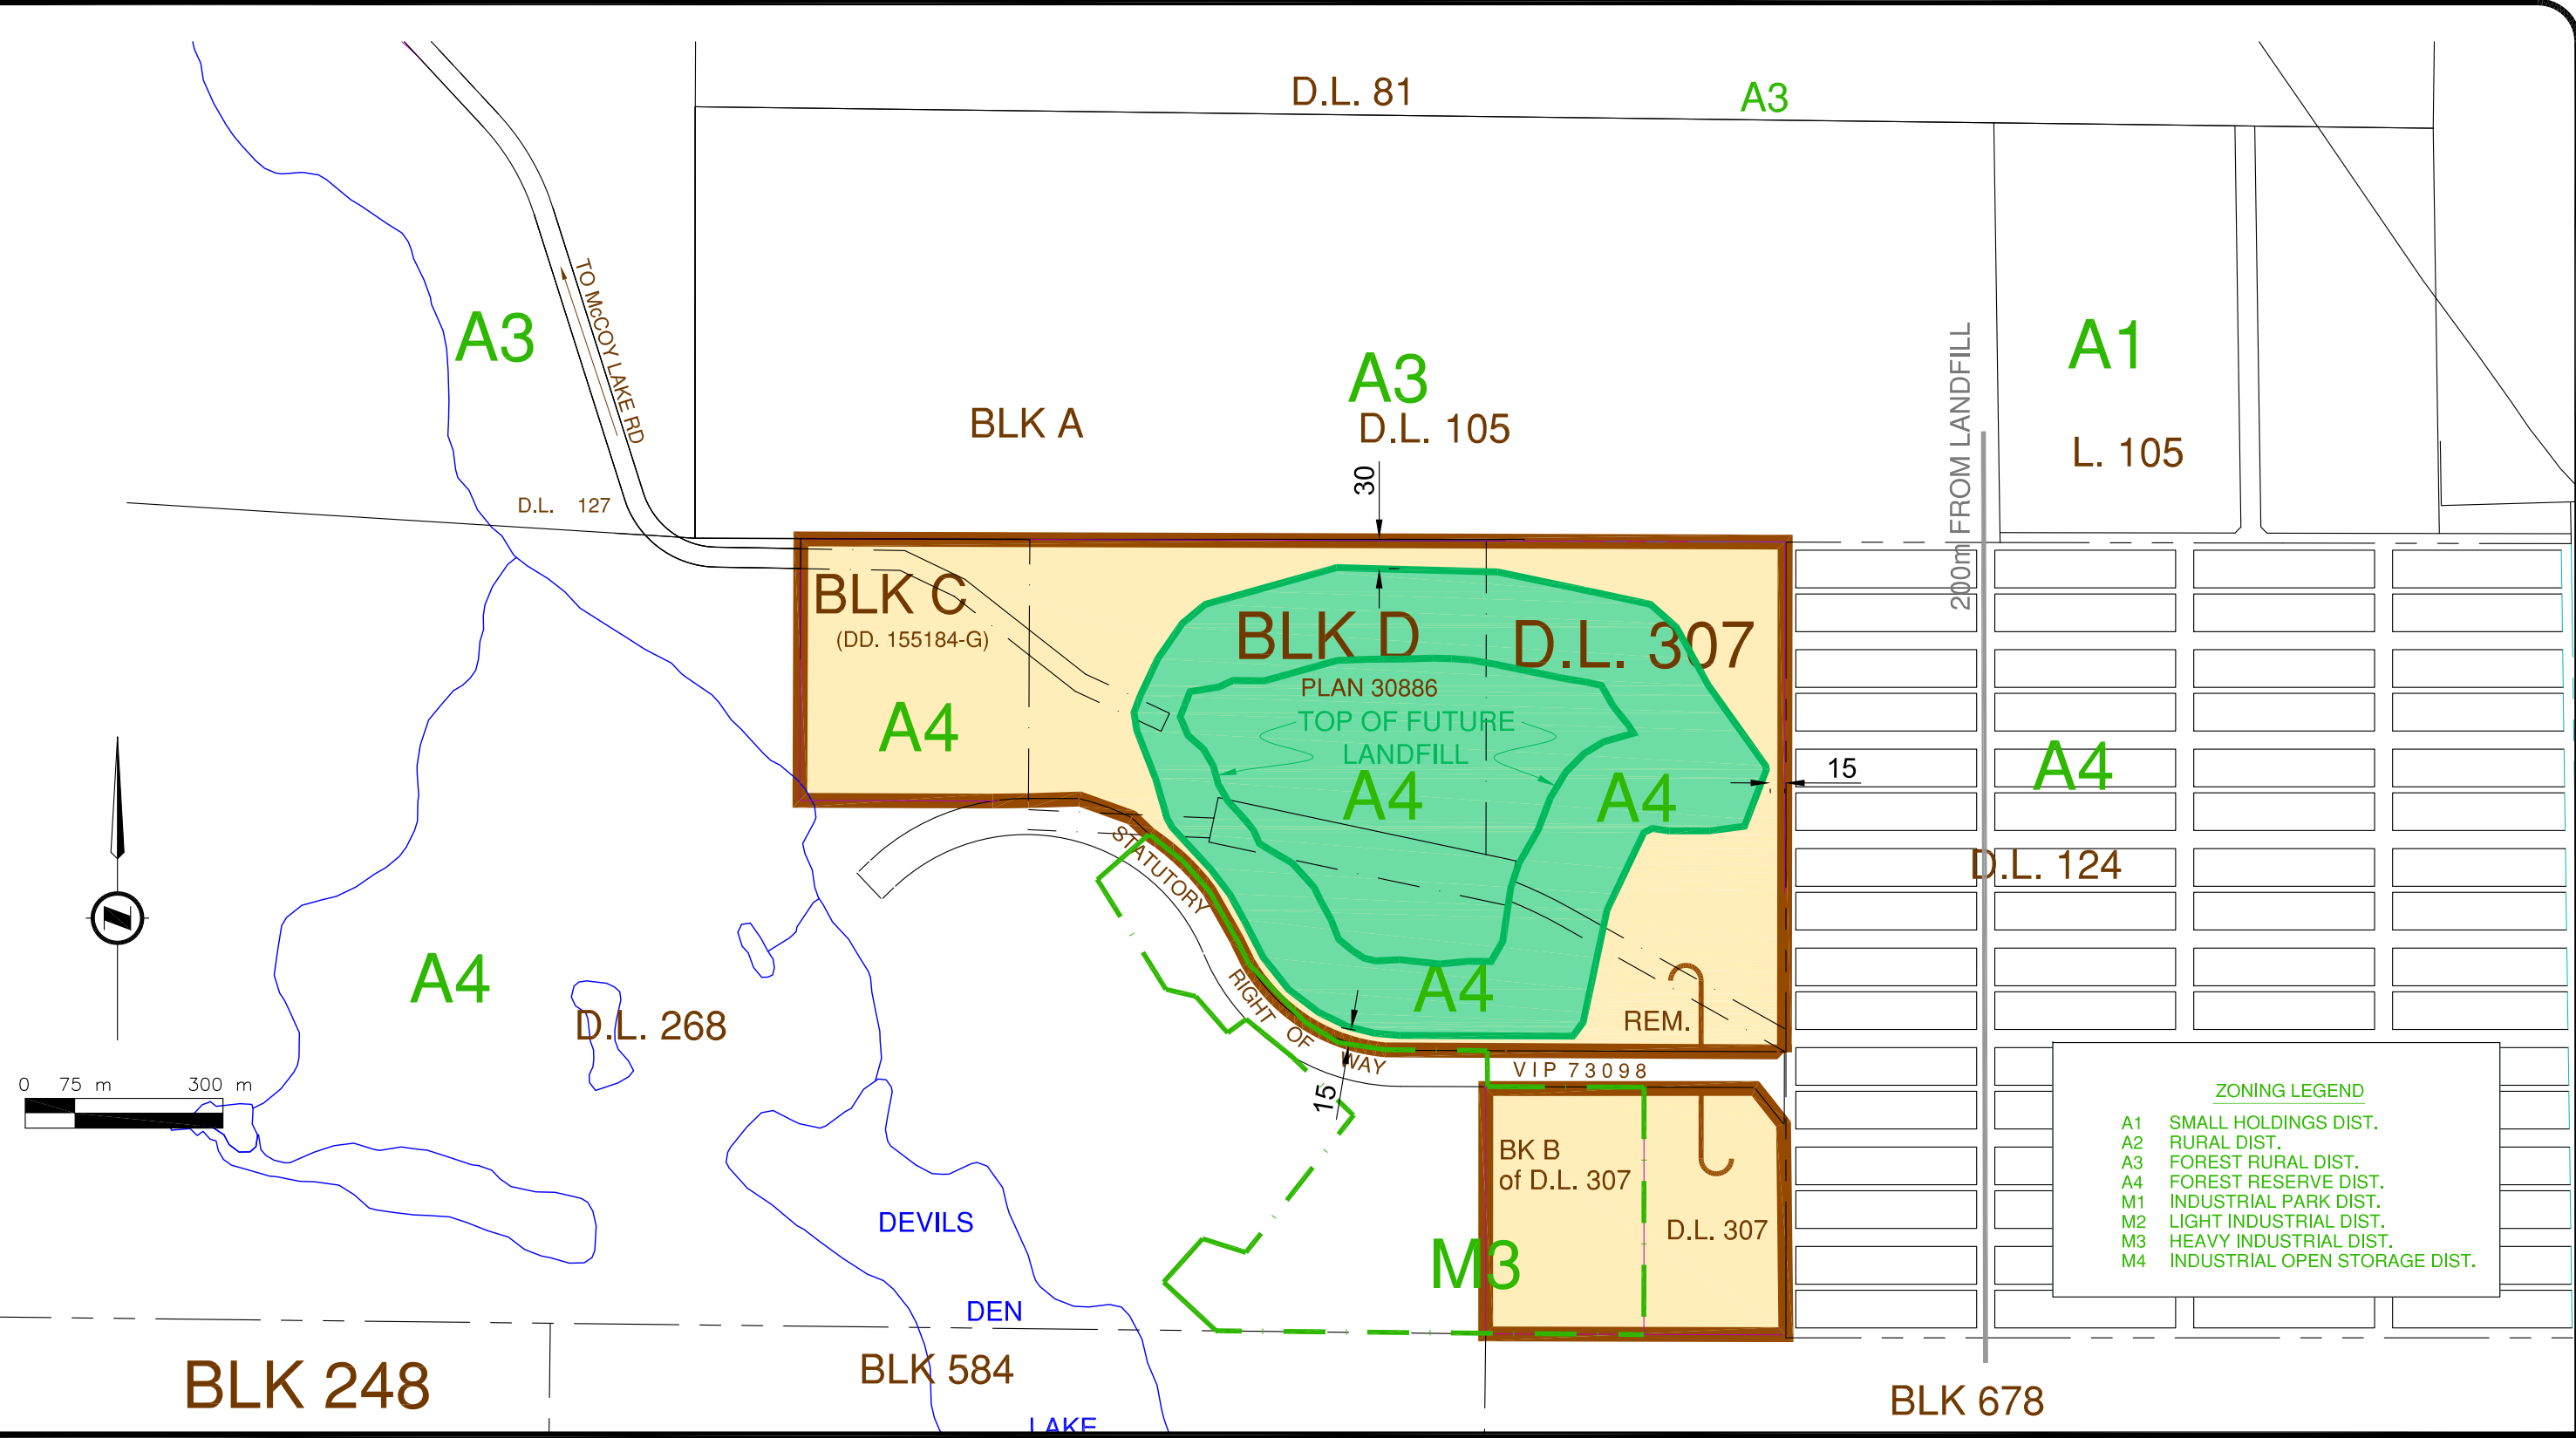 D.L. 81
A3
TO McCOY LAKE RD
A3
A3
D.L. 105
BLK A
30
200m FROM LANDFILL
A1
L. 105
D.L. 127
BLK C
(DD. 155184-G)
A4
BLK D
D.L. 307
PLAN 30886
TOP OF FUTURE
LANDFILL
A4
A4
A4
15
A4
D.L. 124
STATUTORY
RIGHT OF WAY
15
REM.
VIP 73098
A4
D.L. 268
0 75 m 300 m
BK B
of D.L. 307
D.L. 307
M3
DEVILS
DEN
LAKE
ZONING LEGEND
A1 SMALL HOLDINGS DIST.
A2 RURAL DIST.
A3 FOREST RURAL DIST.
A4 FOREST RESERVE DIST.
M1 INDUSTRIAL PARK DIST.
M2 LIGHT INDUSTRIAL DIST.
M3 HEAVY INDUSTRIAL DIST.
M4 INDUSTRIAL OPEN STORAGE DIST.
BLK 248
BLK 584
BLK 678